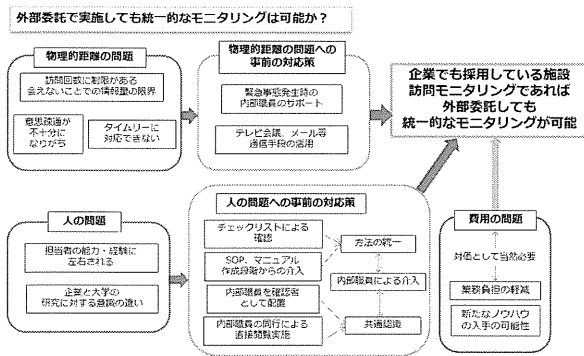 外部委託で実施しても統一的なモニタリングは可能か？
物理的距離の問題
訪問回数に制限がある
会えないことでの情報量の限界
意思疎通が
不十分に
なりがち
タイムリーに
対応できない
物理的距離の問題への
事前の対応策
緊急事態発生時の
内部職員のサポート
テレビ会議、メール等
通信手段の活用
企業でも採用している施設
訪問モニタリングであれば
外部委託しても
統一的なモニタリングが可能
人の問題
担当者の能力・経験に
左右される
企業と大学の
研究に対する意識の違い
人の問題への事前の対応策
チェックリストによる
確認
SOP、マニュアル
作成段階からの介入
内部職員を確認者
として配置
内部職員の同行による
直接閲覧実施
方法の統一
内部職員による介入
共通認識
費用の問題
対価として当然必要
業務負担の軽減
新たなノウハウ
の入手の可能性